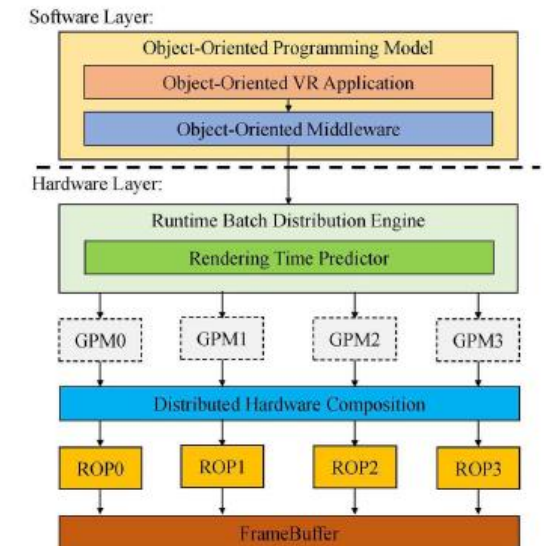 Software Layer:
Object-Oriented Programming Model
Object-Oriented VR Application
Object-Oriented Middleware
Hardware Layer:
Runtime Batch Distribution Engine
Rendering Time Predictor
GPM0 GPM1 GPM2 GPM3
Distributed Hardware Composition
ROP0 ROP1 ROP2 ROP3
FrameBuffer